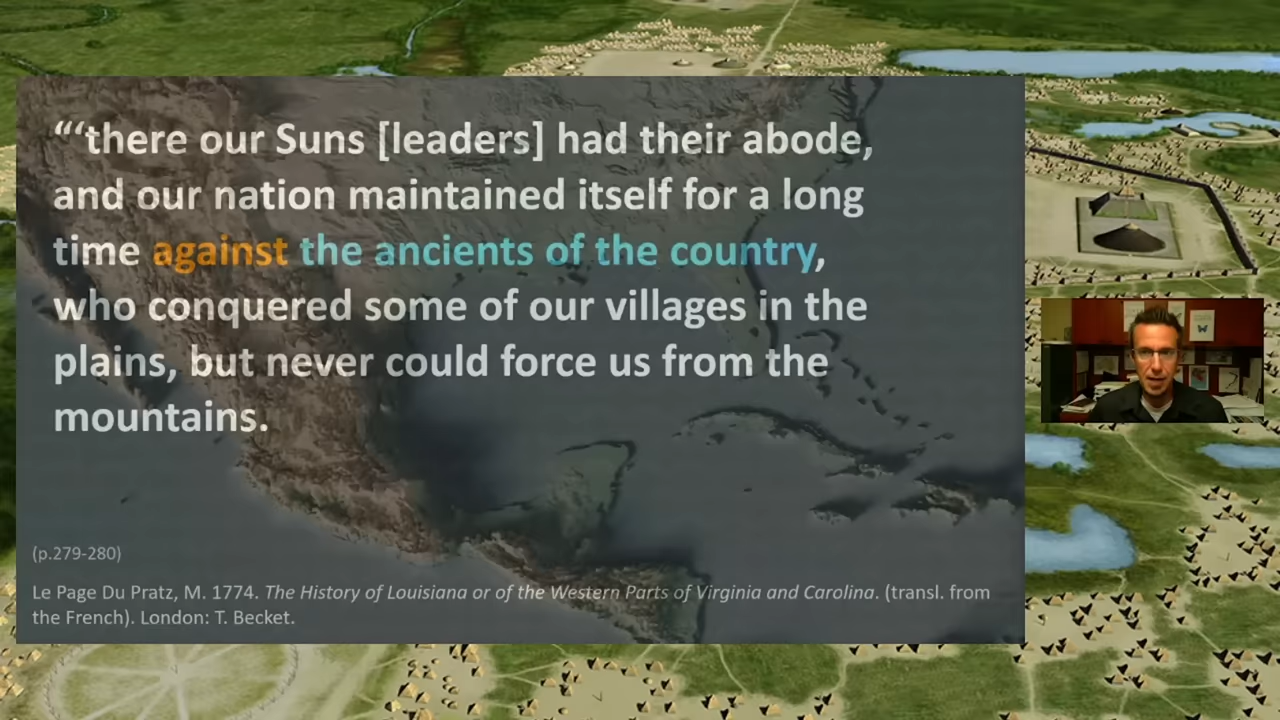 “‘there our Suns [leaders] had their abode,
and our nation maintained itself for a long
time against the ancients of the country,
who conquered some of our villages in the
plains, but never could force us from the
mountains.
(p.279-280)
Le Page Du Pratz, M. 1774. The History of Louisiana or of the Western Parts of Virginia and Carolina. (transl. from
the French). London: T. Becket.